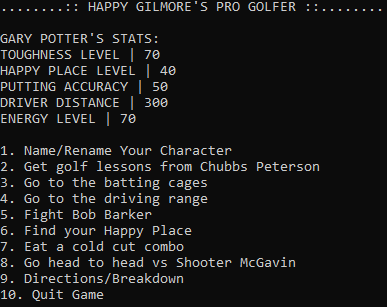 ........:: HAPPY GILMORE'S PRO GOLFER ::........
GARY POTTER'S STATS:
TOUGHNESS LEVEL | 70
HAPPY PLACE LEVEL | 40
PUTTING ACCURACY | 50
DRIVER DISTANCE | 300
ENERGY LEVEL | 70
1. Name/Rename Your Character
2. Get golf lessons from Chubbs Peterson
3. Go to the batting cages
4. Go to the driving range
5. Fight Bob Barker
6. Find your Happy Place
7. Eat a cold cut combo
8. Go head to head vs Shooter McGavin
9. Directions/Breakdown
10. Quit Game